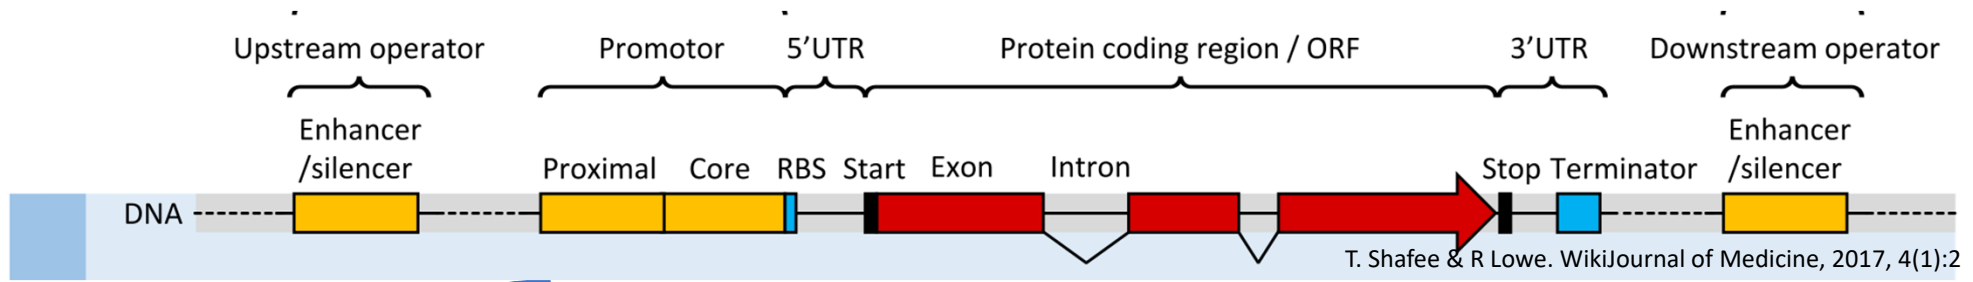 Upstream operator Promotor 5’UTR Protein coding region / ORF 3’UTR Downstream operator
Enhancer Enhancer
/silencer Proximal Core RBS Start Exon Intron Stop Terminator /silencer
DNA
T. Shafee & R Lowe. WikiJournal of Medicine, 2017, 4(1):2